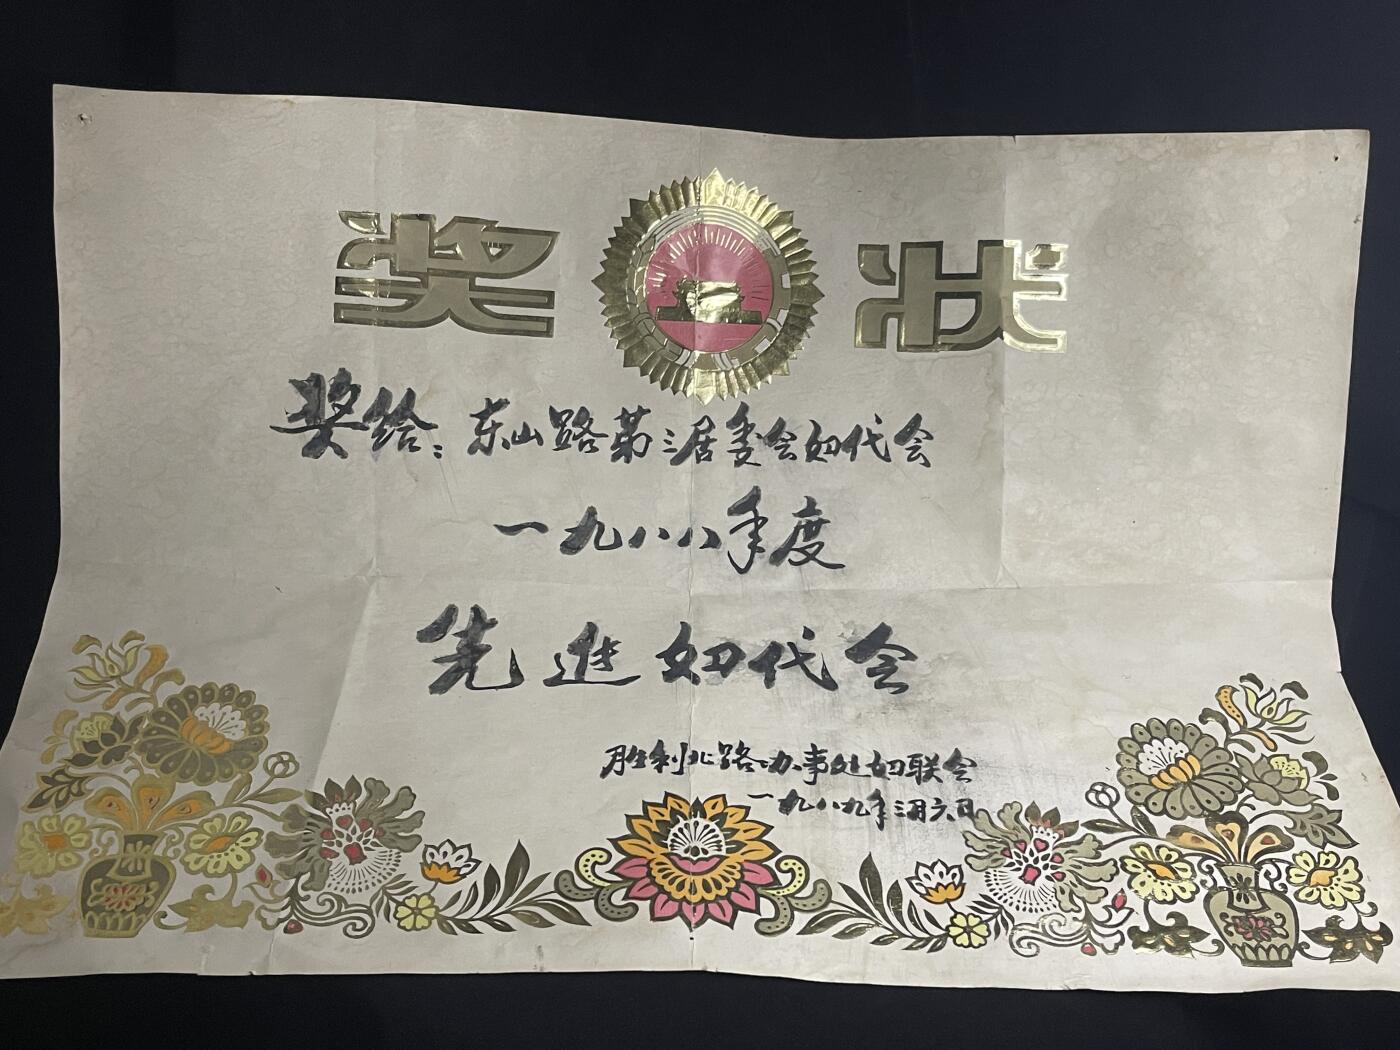 奖状
奖给：东山路第三居委会妇代会
一九八八年度
先进妇代会
胜利北路办事处妇联会
一九八九年三月六日